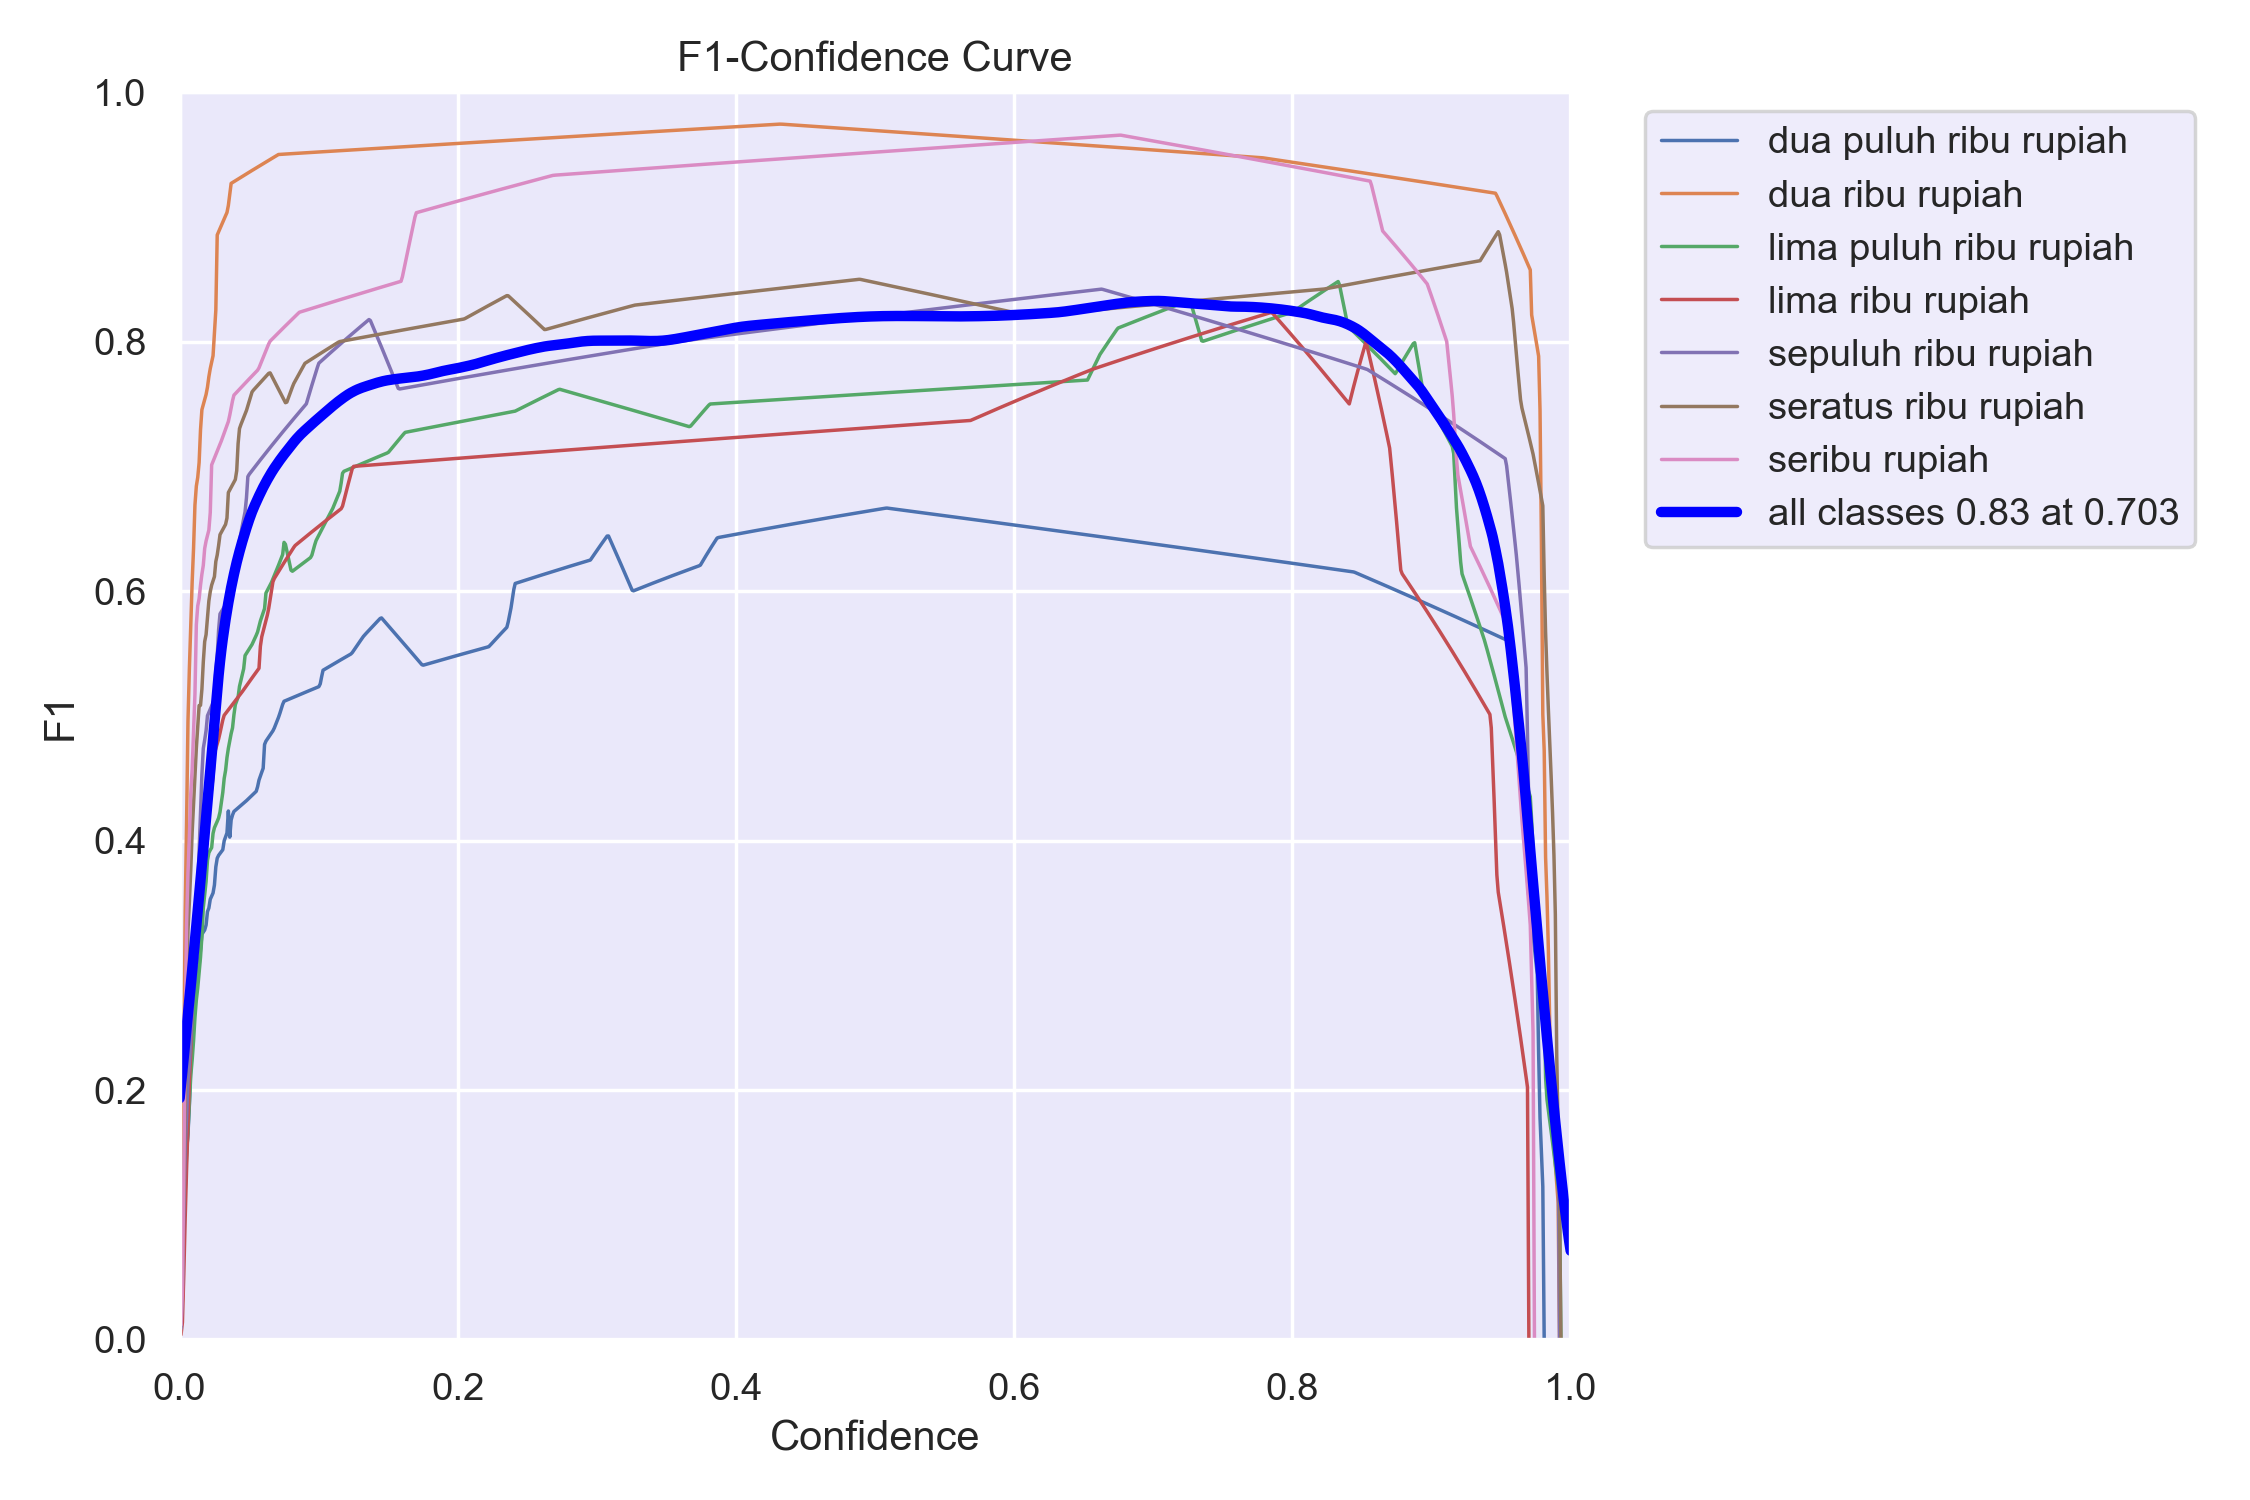 F1-Confidence Curve
1.0
0.8
0.6
0.4
0.2
0.0
F1
0.0 0.2 0.4 0.6 0.8 1.0
Confidence
dua puluh ribu rupiah
dua ribu rupiah
lima puluh ribu rupiah
lima ribu rupiah
sepuluh ribu rupiah
seratus ribu rupiah
seribu rupiah
all classes 0.83 at 0.703